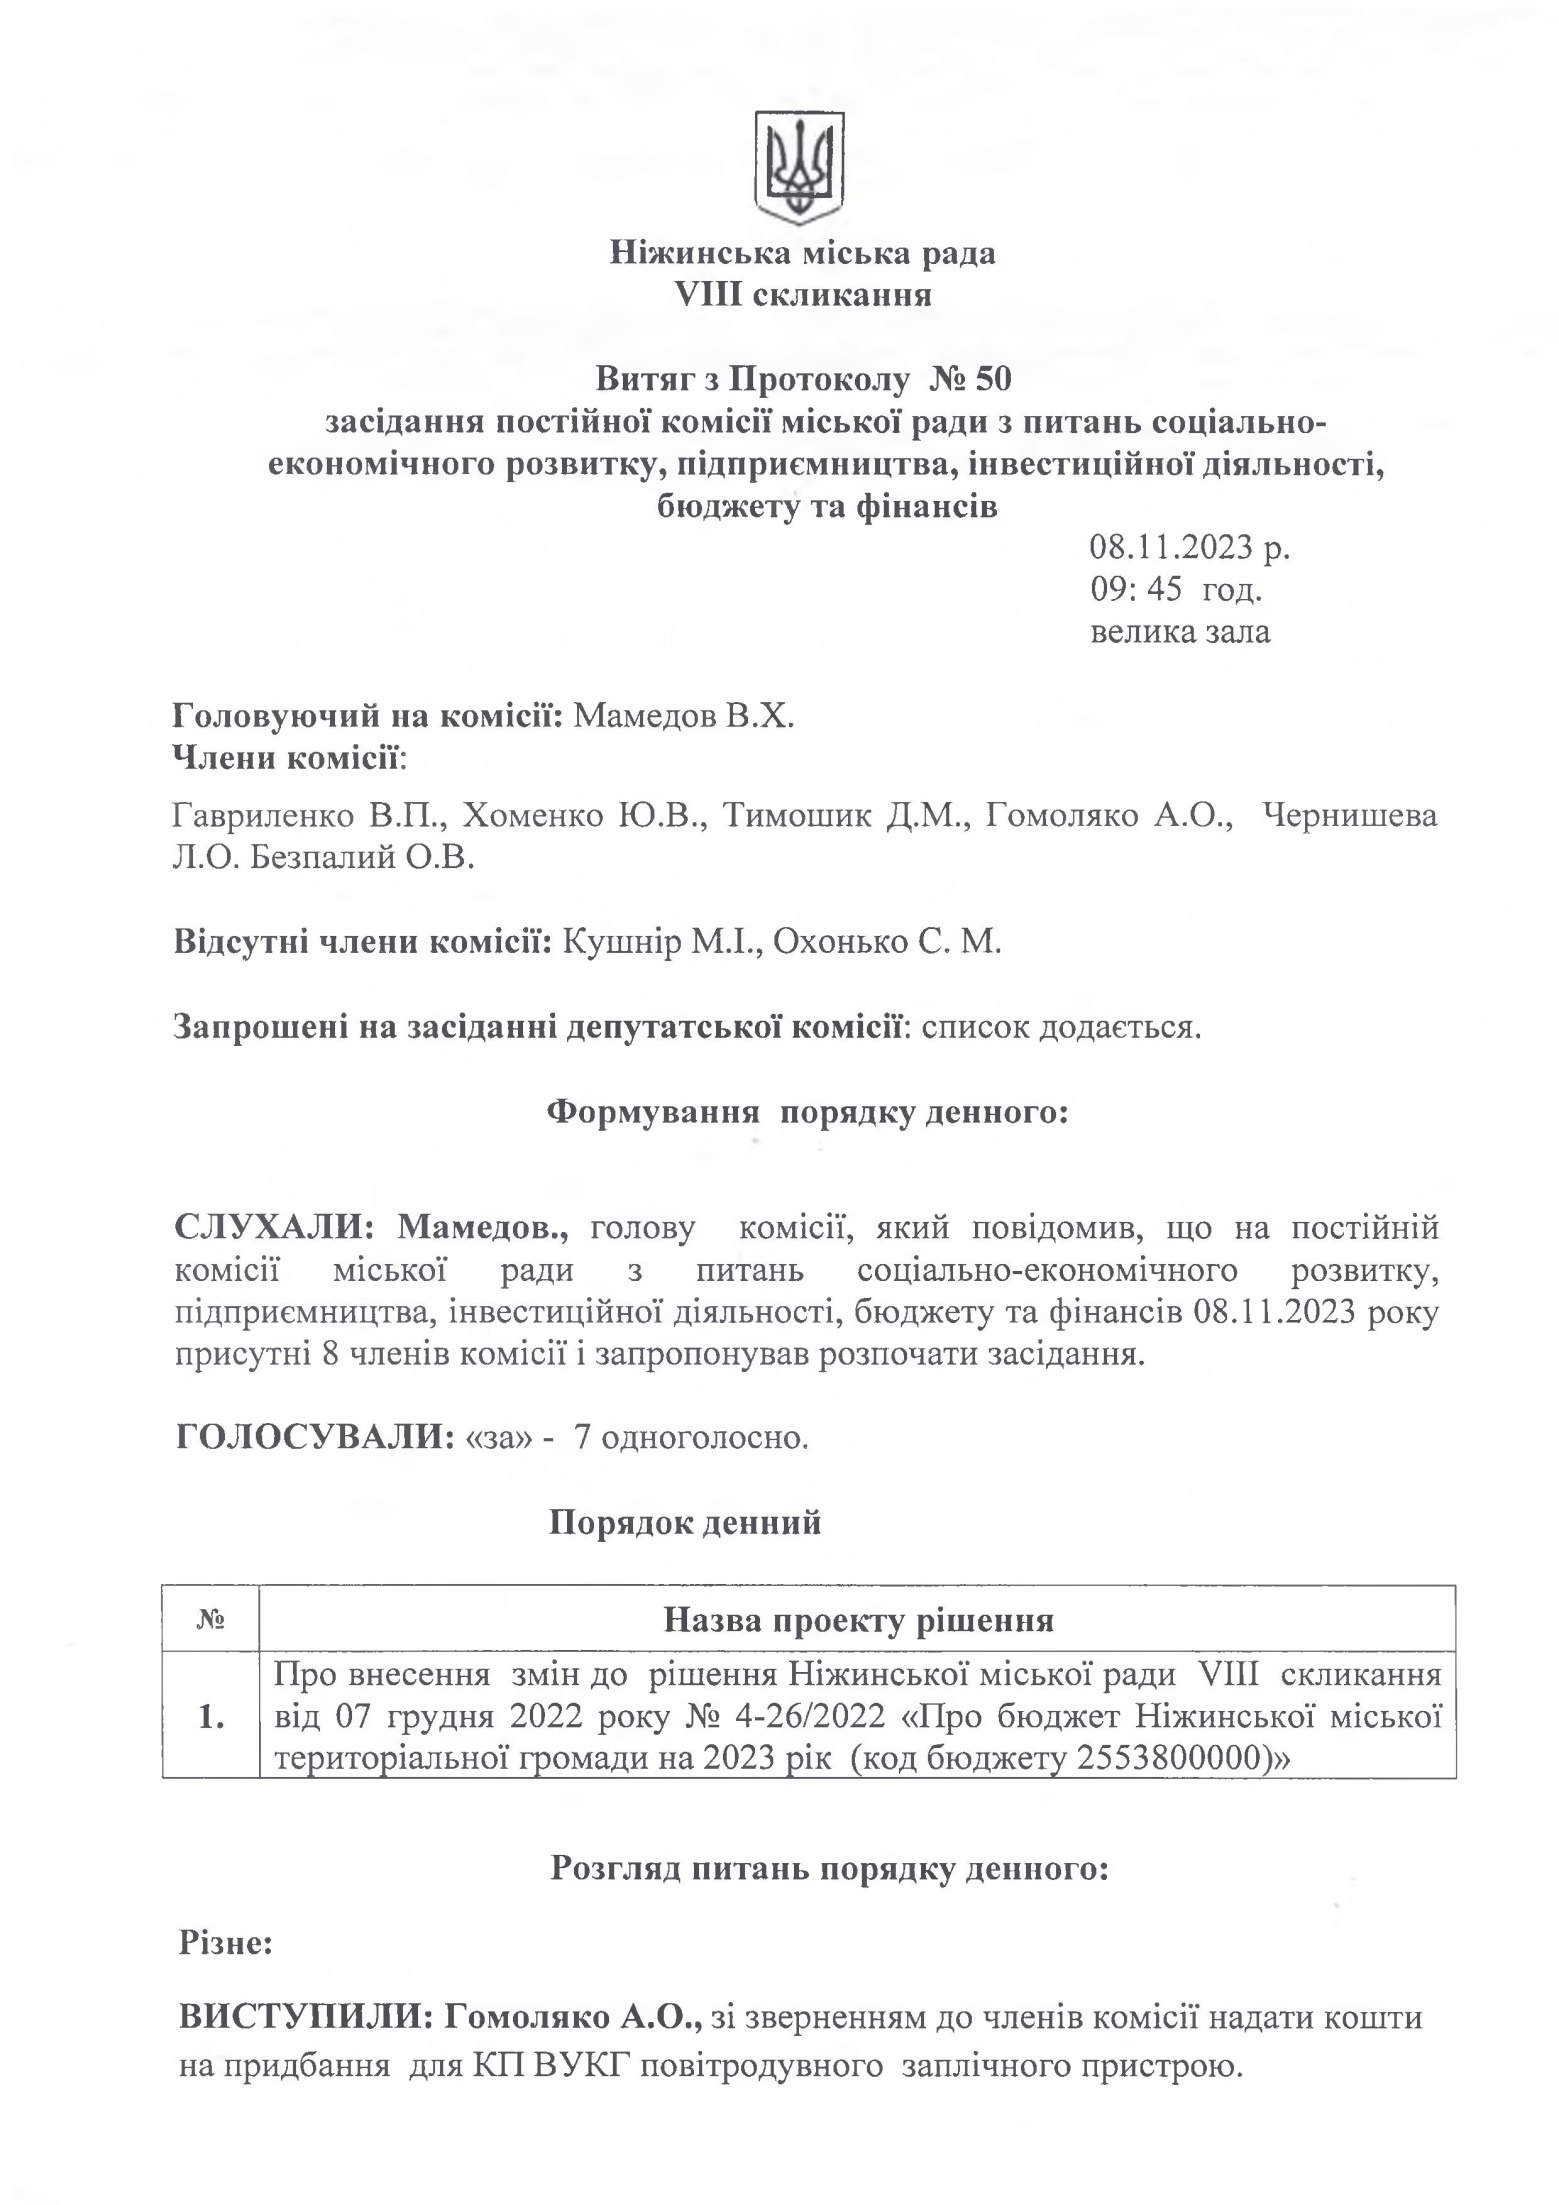 Ніжинська міська рада
VIII скликання
Витяг з Протоколу № 50
засідання постійної комісії міської ради з питань соціально-
економічного розвитку, підприємництва, інвестиційної діяльності,
бюджету та фінансів
08.11.2023 р.
09: 45 год.
велика зала
Головуючий на комісії: Мамедов В.Х.
Члени комісії:
Гавриленко В.П., Хоменко Ю.В., Тимошик Д.М., Гомоляко А.О., Чернишева
Л.О. Безпалий О.В.
Відсутні члени комісії: Кушнір М.І., Охонько С. М.
Запрошені на засіданні депутатської комісії: список додається.
Формування порядку денного:
СЛУХАЛИ: Мамедов., голову комісії, який повідомив, що на постійній
комісії міської ради з питань соціально-економічного розвитку,
підприємництва, інвестиційної діяльності, бюджету та фінансів 08.11.2023 року
присутні 8 членів комісії і запропонував розпочати засідання.
ГОЛОСУВАЛИ: «за» - 7 одноголосно.
Порядок денний
№ Назва проекту рішення
Про внесення змін до рішення Ніжинської міської ради VIII скликання
1. від 07 грудня 2022 року № 4-26/2022 «Про бюджет Ніжинської міської
територіальної громади на 2023 рік (код бюджету 2553800000)»
Розгляд питань порядку денного:
Різне:
ВИСТУПИЛИ: Гомоляко А.О., зі зверненням до членів комісії надати кошти
на придбання для КП ВУКГ повітродувного заплічного пристрою.